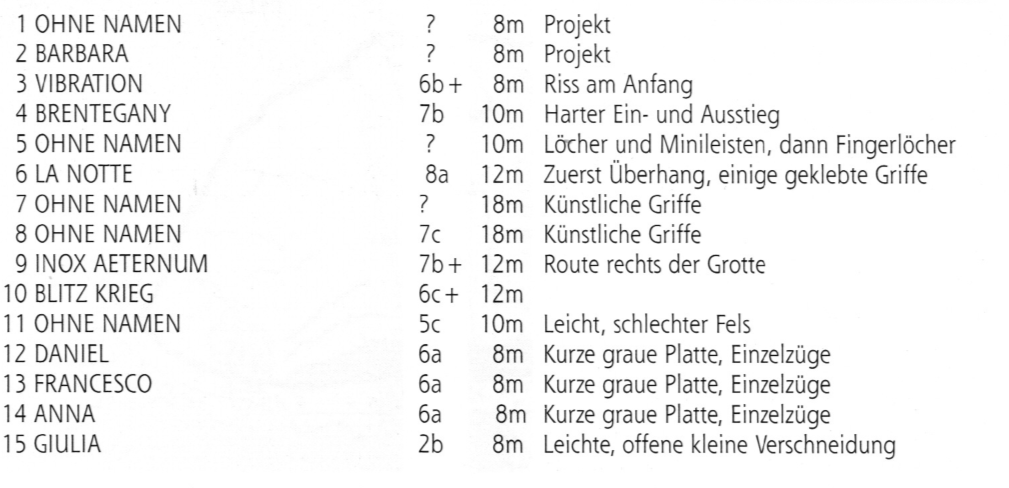 1 OHNE NAMEN ? 8m Projekt
2 BARBARA ? 8m Projekt
3 VIBRATION 6b+ 8m Riss am Anfang
4 BRENTEGANY 7b 10m Harter Ein- und Ausstieg
5 OHNE NAMEN ? 10m Löcher und Minileisten, dann Fingerlöcher
6 LA NOTTE 8a 12m Zuerst Überhang, einige geklebte Griffe
7 OHNE NAMEN ? 18m Künstliche Griffe
8 OHNE NAMEN 7c 18m Künstliche Griffe
9 INOX AETERNUM 7b+ 12m Route rechts der Grotte
10 BLITZ KRIEG 6c+ 12m
11 OHNE NAMEN 5c 10m Leicht, schlechter Fels
12 DANIEL 6a 8m Kurze graue Platte, Einzelzüge
13 FRANCESCO 6a 8m Kurze graue Platte, Einzelzüge
14 ANNA 6a 8m Kurze graue Platte, Einzelzüge
15 GIULIA 2b 8m Leichte, offene kleine Verschneidung